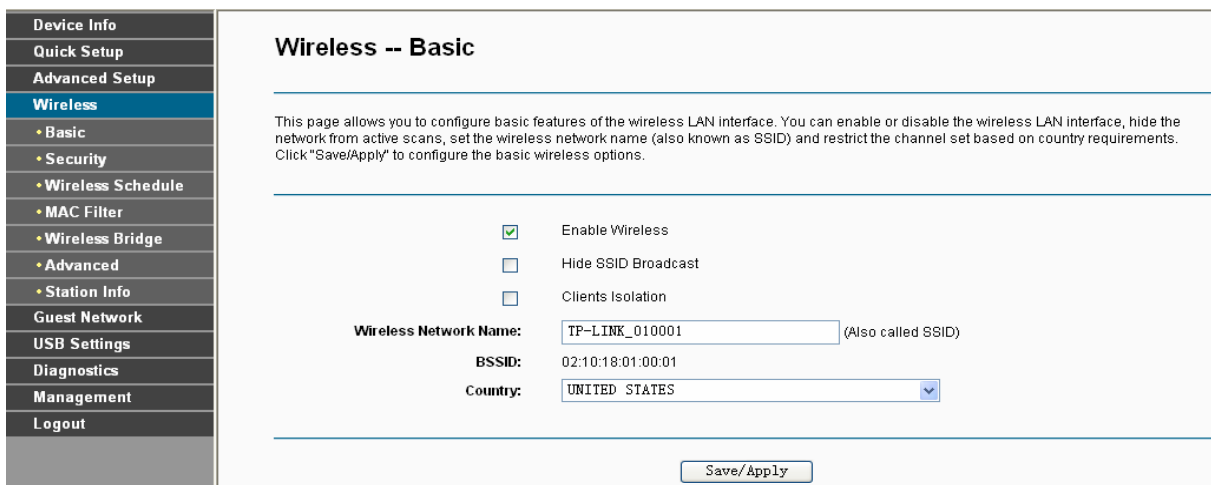 Device Info
Quick Setup
Advanced Setup
Wireless
•Basic
•Security
•Wireless Schedule
•MAC Filter
•Wireless Bridge
•Advanced
•Station Info
Guest Network
USB Settings
Diagnostics
Management
Logout
Wireless -- Basic
This page allows you to configure basic features of the wireless LAN interface. You can enable or disable the wireless LAN interface, hide the
network from active scans, set the wireless network name (also known as SSID) and restrict the channel set based on country requirements.
Click "Save/Apply" to configure the basic wireless options.
Enable Wireless
Hide SSID Broadcast
Clients Isolation
Wireless Network Name: TP-LINK_010001 (Also called SSID)
BSSID: 02:10:18:01:00:01
Country: UNITED STATES
Save/Apply